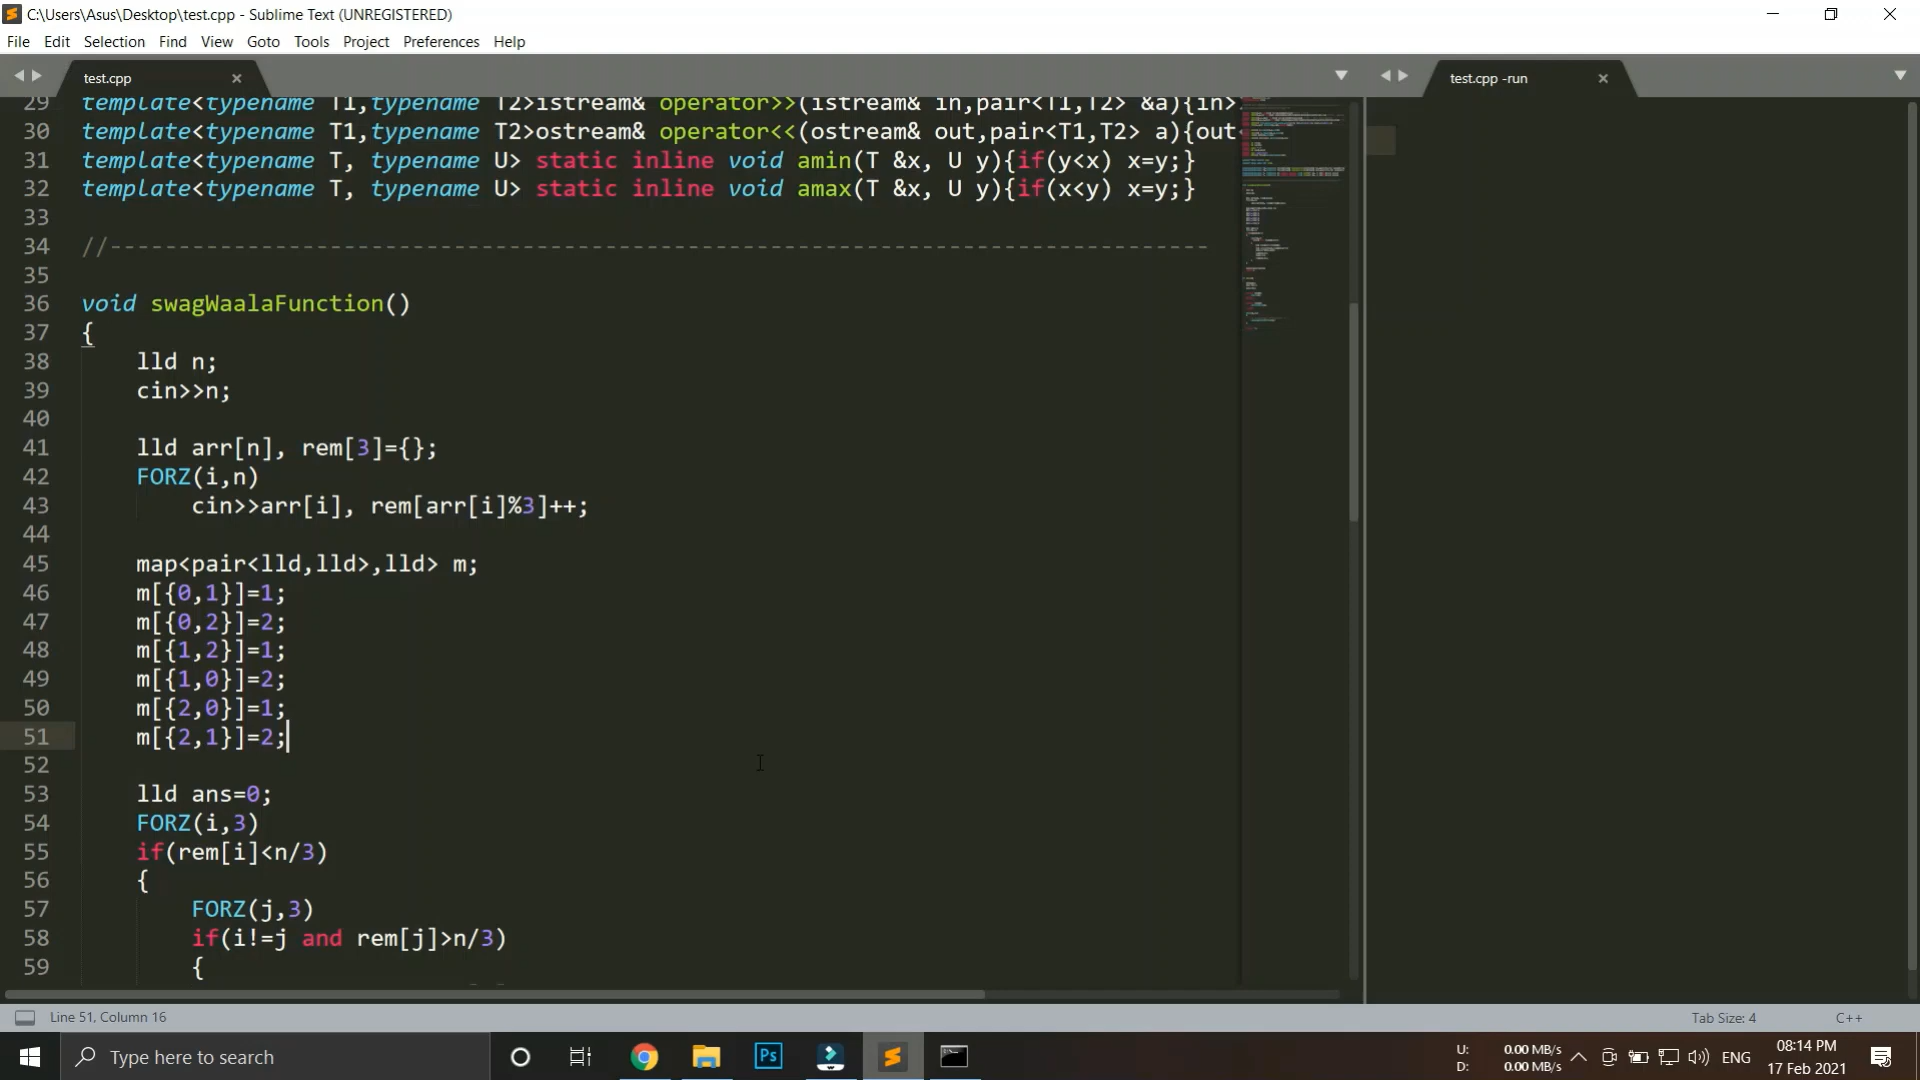 C:\Users\Asus\Desktop\test.cpp - Sublime Text (UNREGISTERED)
File Edit Selection Find View Goto Tools Project Preferences Help
test.cpp
test.cpp -run
29 template<typename T1,typename T2>istream& operator>>(istream& in,pair<T1,T2> &a){in>
30 template<typename T1,typename T2>ostream& operator<<(ostream& out,pair<T1,T2> a){out<
31 template<typename T, typename U> static inline void amin(T &x, U y){if(y<x) x=y;}
32 template<typename T, typename U> static inline void amax(T &x, U y){if(x<y) x=y;}
33
34 //--------------------------------------------------------------------------------
35
36 void swagWaalaFunction()
37 {
38     lld n;
39     cin>>n;
40
41     lld arr[n], rem[3]={};
42     FORZ(i,n)
43         cin>>arr[i], rem[arr[i]%3]++;
44
45     map<pair<lld,lld>,lld> m;
46     m[{0,1}]=1;
47     m[{0,2}]=2;
48     m[{1,2}]=1;
49     m[{1,0}]=2;
50     m[{2,0}]=1;
51     m[{2,1}]=2;
52
53     lld ans=0;
54     FORZ(i,3)
55     if(rem[i]<n/3)
56     {
57         FORZ(j,3)
58         if(i!=j and rem[j]>n/3)
59         {
Line 51, Column 16
Tab Size: 4
C++
Type here to search
Ps
U: 0.00 MB/s
D: 0.00 MB/s
ENG
08:14 PM
17 Feb 2021